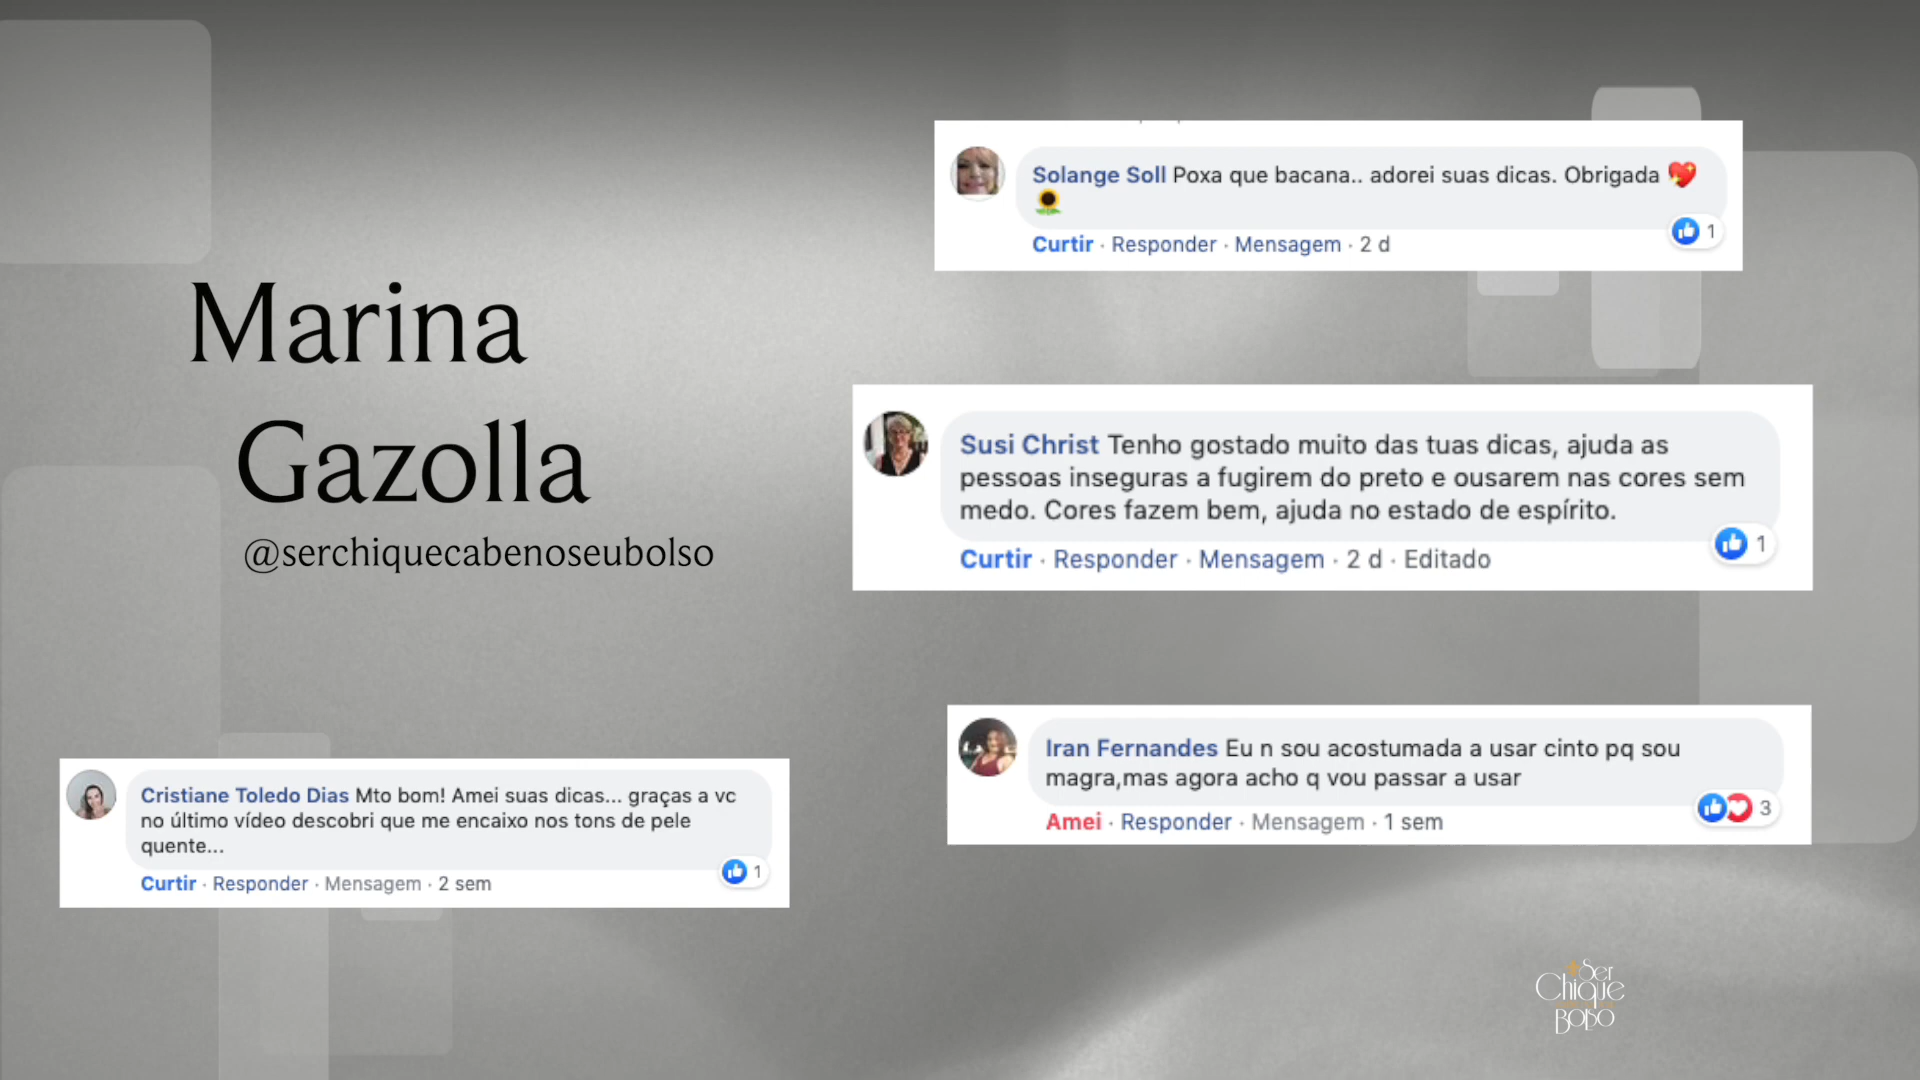 Marina
Gazolla
@serchiquecabenoseubolso
Solange Soll Poxa que bacana.. adorei suas dicas. Obrigada 💖
🌻
1
Curtir · Responder · Mensagem · 2 d
Susi Christ Tenho gostado muito das tuas dicas, ajuda as
pessoas inseguras a fugirem do preto e ousarem nas cores sem
medo. Cores fazem bem, ajuda no estado de espírito.
1
Curtir · Responder · Mensagem · 2 d · Editado
Iran Fernandes Eu n sou acostumada a usar cinto pq sou
magra,mas agora acho q vou passar a usar
3
Amei · Responder · Mensagem · 1 sem
Cristiane Toledo Dias Mto bom! Amei suas dicas... graças a vc
no último vídeo descobri que me encaixo nos tons de pele
quente...
1
Curtir · Responder · Mensagem · 2 sem
Ser
Chique
BOLSO